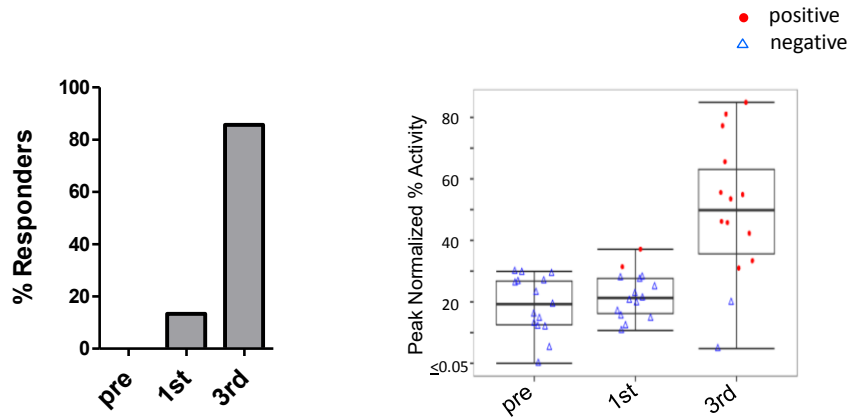 positive
negative
% Responders
100
80
60
40
20
0
pre
1st
3rd
Peak Normalized % Activity
80
60
40
20
≤0.05
pre
1st
3rd